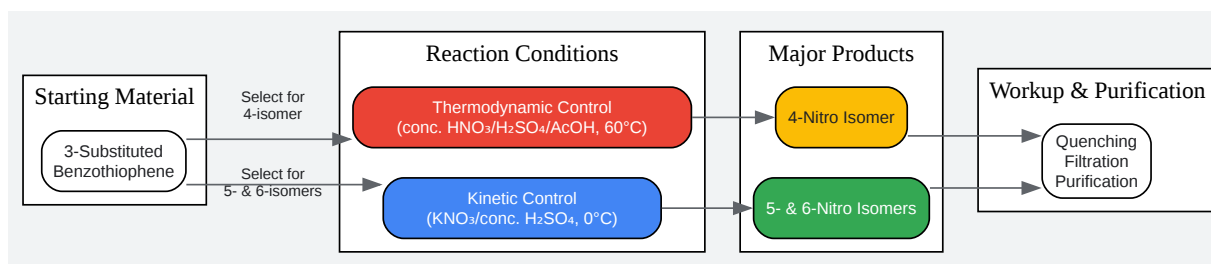 Starting Material
3-Substituted
Benzothiophene
Select for
4-isomer
Select for
5- & 6-isomers
Reaction Conditions
Thermodynamic Control
(conc. HNO₃/H₂SO₄/AcOH, 60°C)
Kinetic Control
(KNO₃/conc. H₂SO₄, 0°C)
Major Products
4-Nitro Isomer
5- & 6-Nitro Isomers
Workup & Purification
Quenching
Filtration
Purification